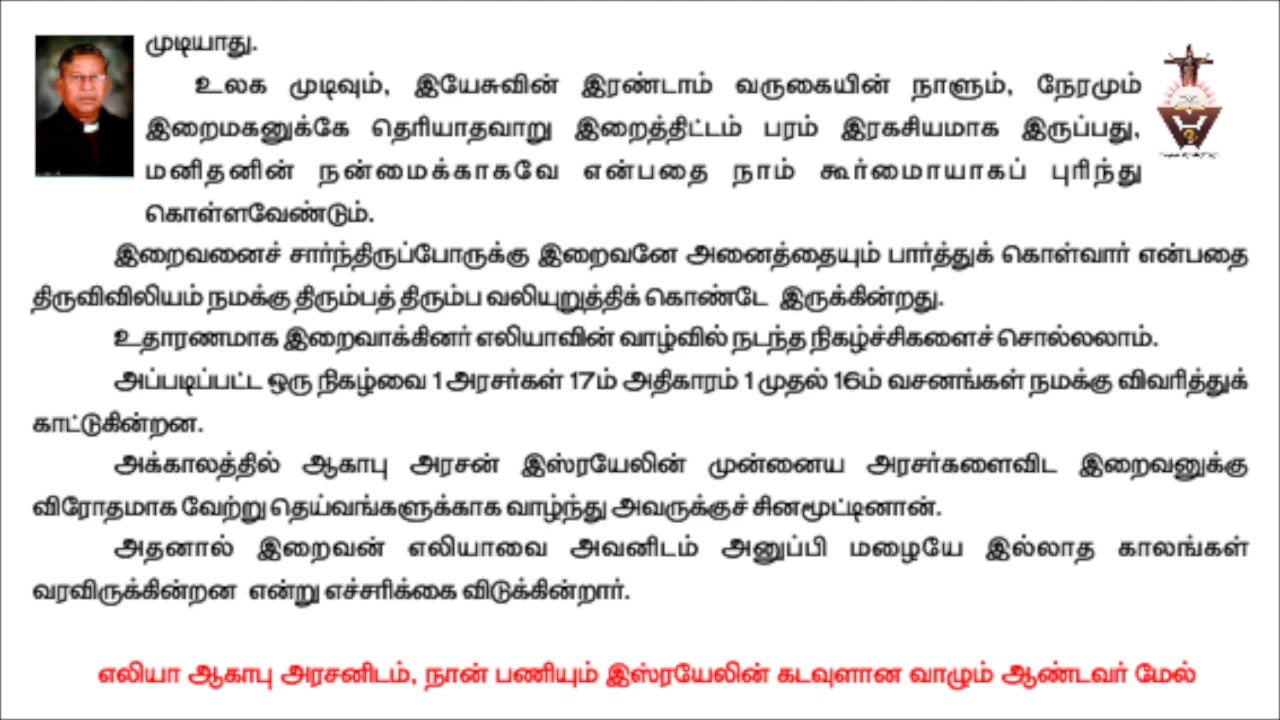 முடியாது.
உலக முடிவும், இயேசுவின் இரண்டாம் வருகையின் நாளும், நேரமும்
இறைமகனுக்கே தெரியாதவாறு இறைத்திட்டம் பரம் இரகசியமாக இருப்பது,
மனிதனின் நன்மைக்காகவே என்பதை நாம் கூர்மைாயாகப் புரிந்து
கொள்ளவேண்டும்.
இறைவனைச் சார்ந்திருப்போருக்கு இறைவனே அனைத்தையும் பார்த்துக் கொள்வார் என்பதை
திருவிவிலியம் நமக்கு திரும்பத் திரும்ப வலியுறுத்திக் கொண்டே இருக்கின்றது.
உதாரணமாக இறைவாக்கினர் எலியாவின் வாழ்வில் நடந்த நிகழ்ச்சிகளைச் சொல்லலாம்.
அப்படிப்பட்ட ஒரு நிகழ்வை 1 அரசர்கள் 17ம் அதிகாரம் 1 முதல் 16ம் வசனங்கள் நமக்கு விவரித்துக்
காட்டுகின்றன.
அக்காலத்தில் ஆகாபு அரசன் இஸ்ரயேலின் முன்னைய அரசர்களைவிட இறைவனுக்கு
விரோதமாக வேற்று தெய்வங்களுக்காக வாழ்ந்து அவருக்குச் சினமூட்டினான்.
அதனால் இறைவன் எலியாவை அவனிடம் அனுப்பி மழையே இல்லாத காலங்கள்
வரவிருக்கின்றன என்று எச்சரிக்கை விடுக்கின்றார்.
எலியா ஆகாபு அரசனிடம், நான் பணியும் இஸ்ரயேலின் கடவுளான வாழும் ஆண்டவர் மேல்